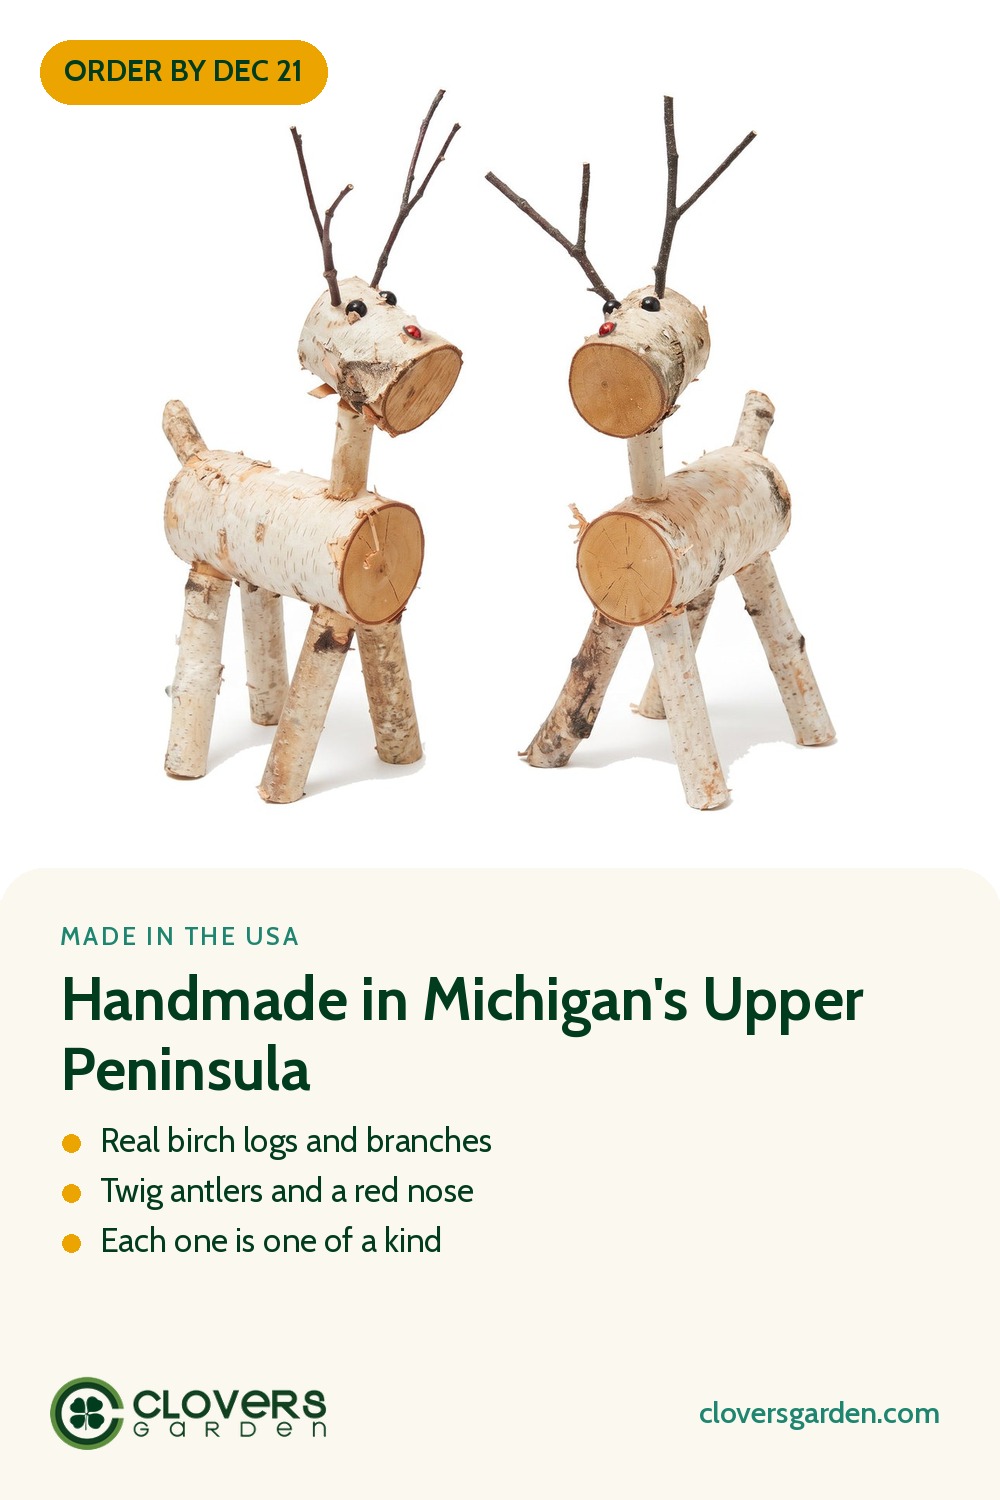 ORDER BY DEC 21
MADE IN THE USA
Handmade in Michigan's Upper
Peninsula
Real birch logs and branches
Twig antlers and a red nose
Each one is one of a kind
CLOVERS
GARDEN
cloversgarden.com